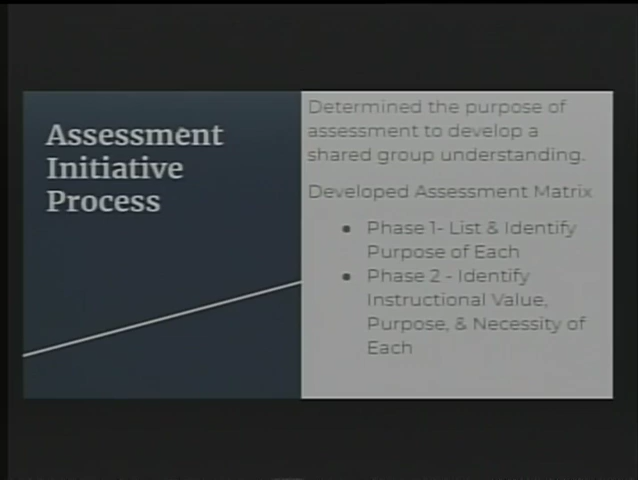 Assessment
Initiative
Process
Determined the purpose of
assessment to develop a
shared group understanding.
Developed Assessment Matrix
• Phase 1- List & Identify
Purpose of Each
• Phase 2 - Identify
Instructional Value,
Purpose, & Necessity of
Each